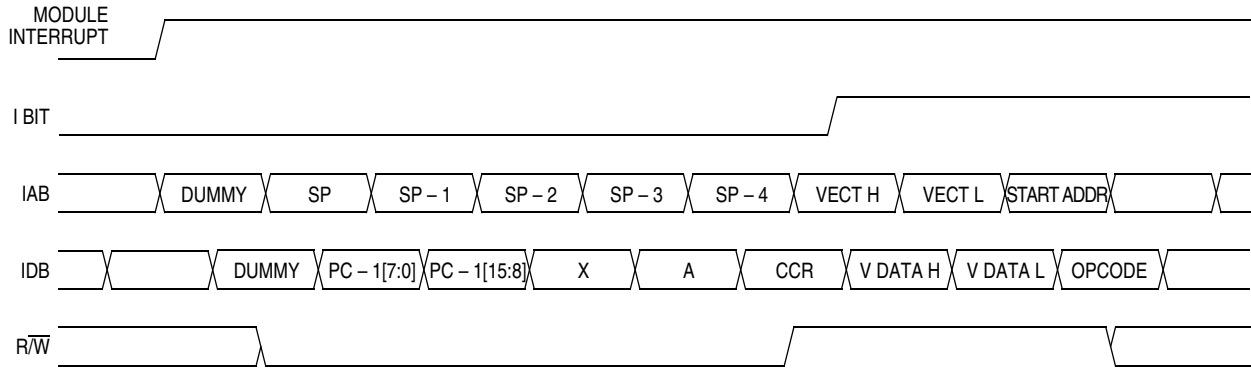 MODULE
INTERRUPT
I BIT
IAB DUMMY SP SP – 1 SP – 2 SP – 3 SP – 4 VECT H VECT L START ADDR
IDB DUMMY PC – 1[7:0] PC – 1[15:8] X A CCR V DATA H V DATA L OPCODE
R/W̅